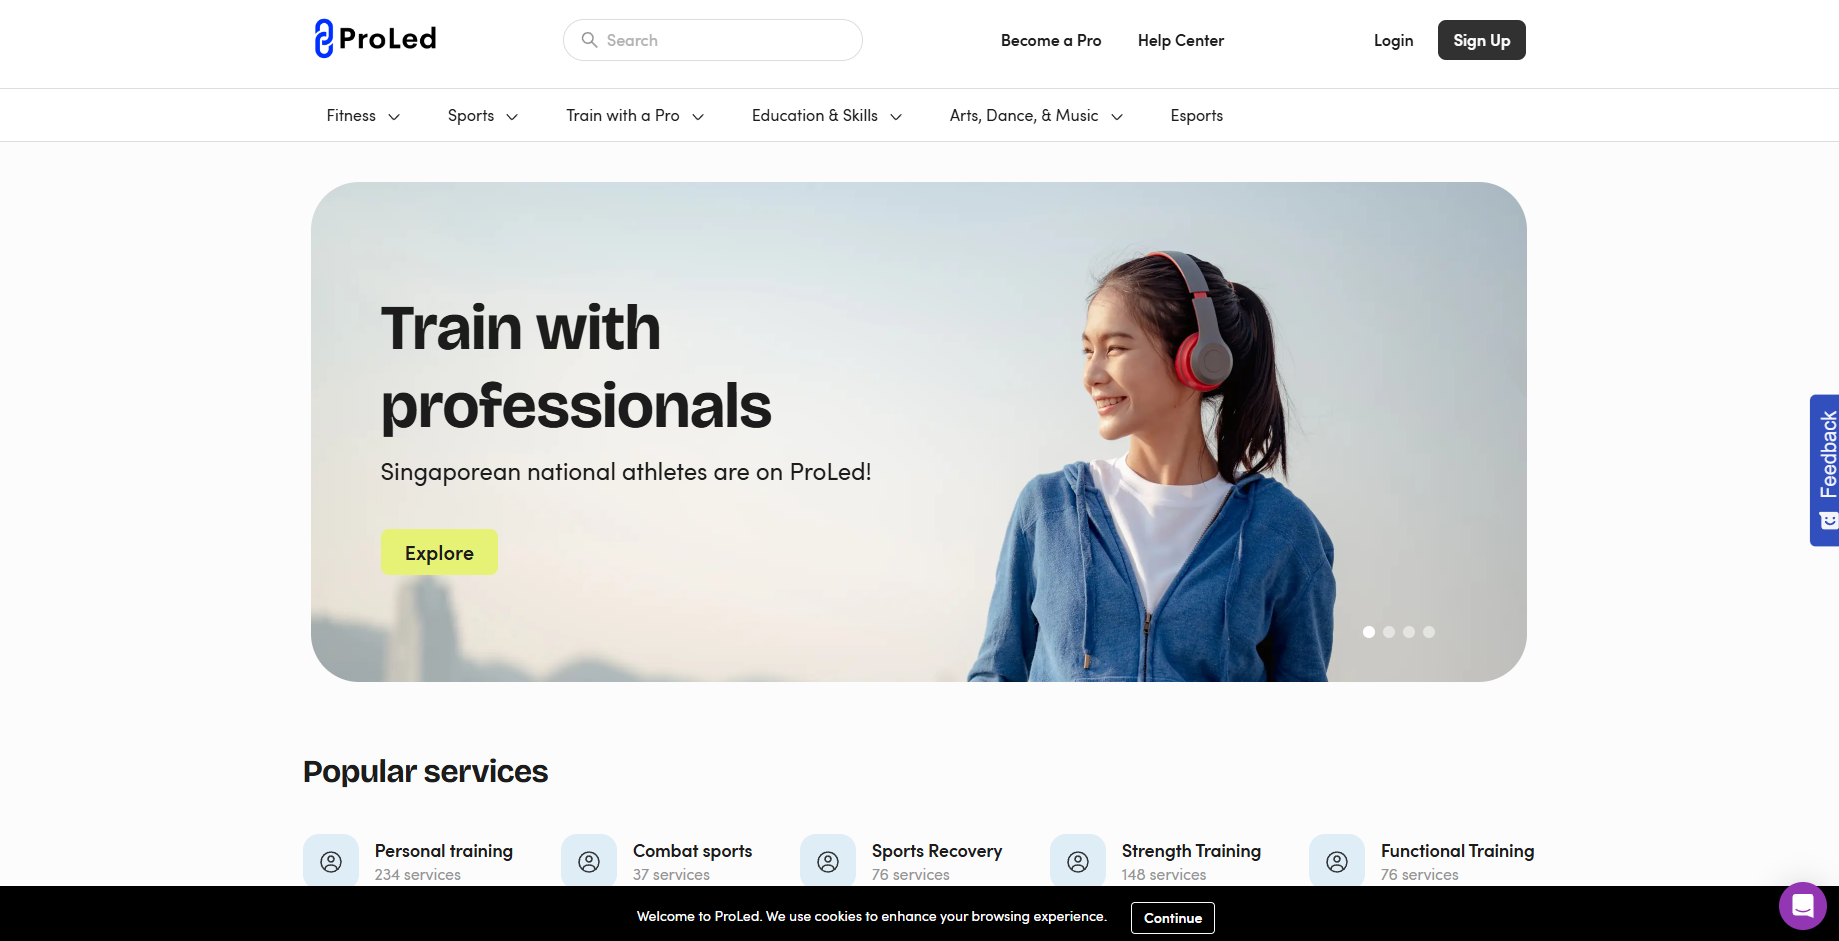 ProLed
Search
Become a Pro
Help Center
Login
Sign Up
Fitness
Sports
Train with a Pro
Education & Skills
Arts, Dance, & Music
Esports
Train with
professionals
Singaporean national athletes are on ProLed!
Explore
Feedback
Popular services
Personal training
234 services
Combat sports
37 services
Sports Recovery
76 services
Strength Training
148 services
Functional Training
76 services
Welcome to ProLed. We use cookies to enhance your browsing experience.
Continue